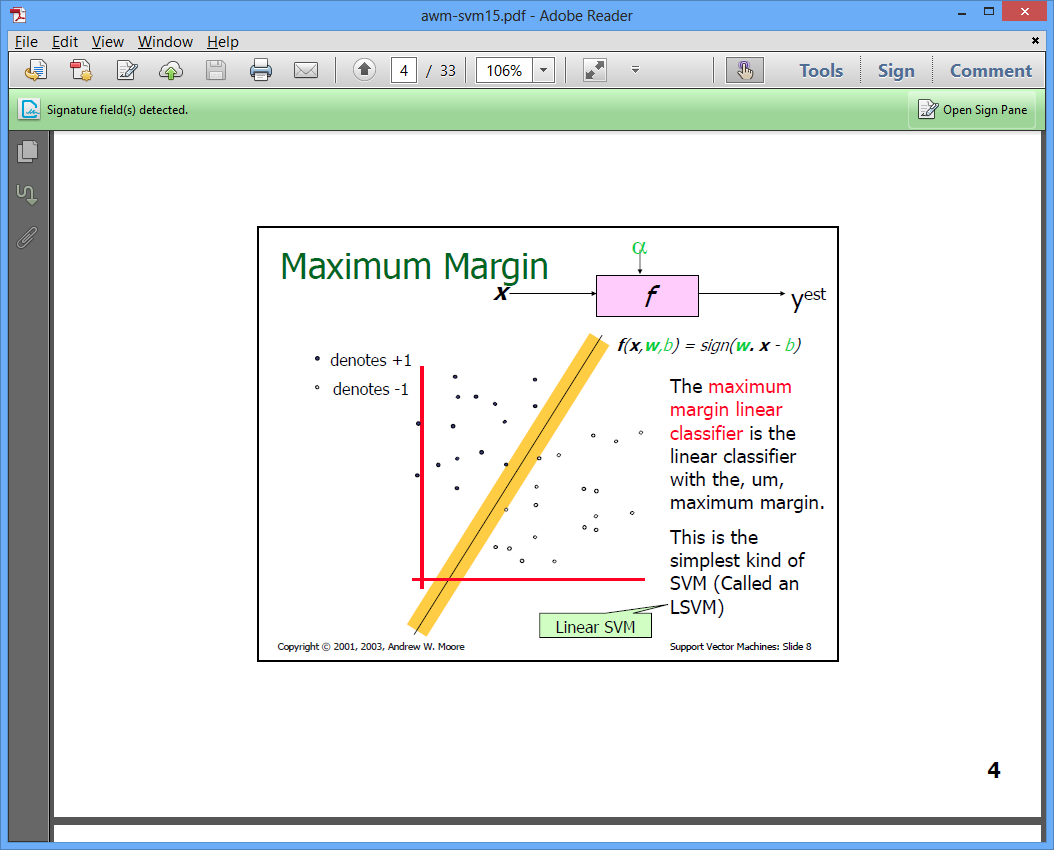 awm-svm15.pdf - Adobe Reader
File Edit View Window Help
4 / 33 106% Tools Sign Comment
Signature field(s) detected. Open Sign Pane
Maximum Margin
α
x f yest
f(x,w,b) = sign(w. x - b)
denotes +1
denotes -1
The maximum
margin linear
classifier is the
linear classifier
with the, um,
maximum margin.
This is the
simplest kind of
SVM (Called an
LSVM)
Linear SVM
Copyright © 2001, 2003, Andrew W. Moore
Support Vector Machines: Slide 8
4